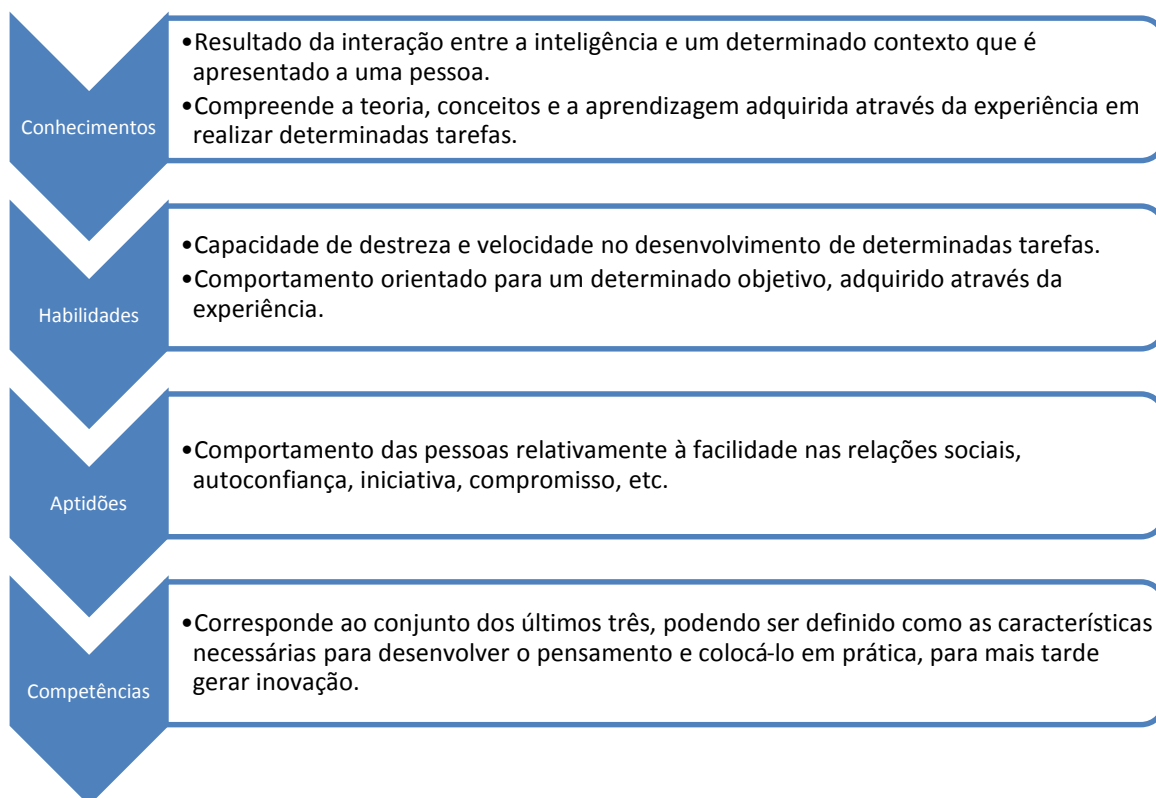 Conhecimentos
•Resultado da interação entre a inteligência e um determinado contexto que é
apresentado a uma pessoa.
•Compreende a teoria, conceitos e a aprendizagem adquirida através da experiência em
realizar determinadas tarefas.
Habilidades
•Capacidade de destreza e velocidade no desenvolvimento de determinadas tarefas.
•Comportamento orientado para um determinado objetivo, adquirido através da
experiência.
Aptidões
•Comportamento das pessoas relativamente à facilidade nas relações sociais,
autoconfiança, iniciativa, compromisso, etc.
Competências
•Corresponde ao conjunto dos últimos três, podendo ser definido como as características
necessárias para desenvolver o pensamento e colocá-lo em prática, para mais tarde
gerar inovação.